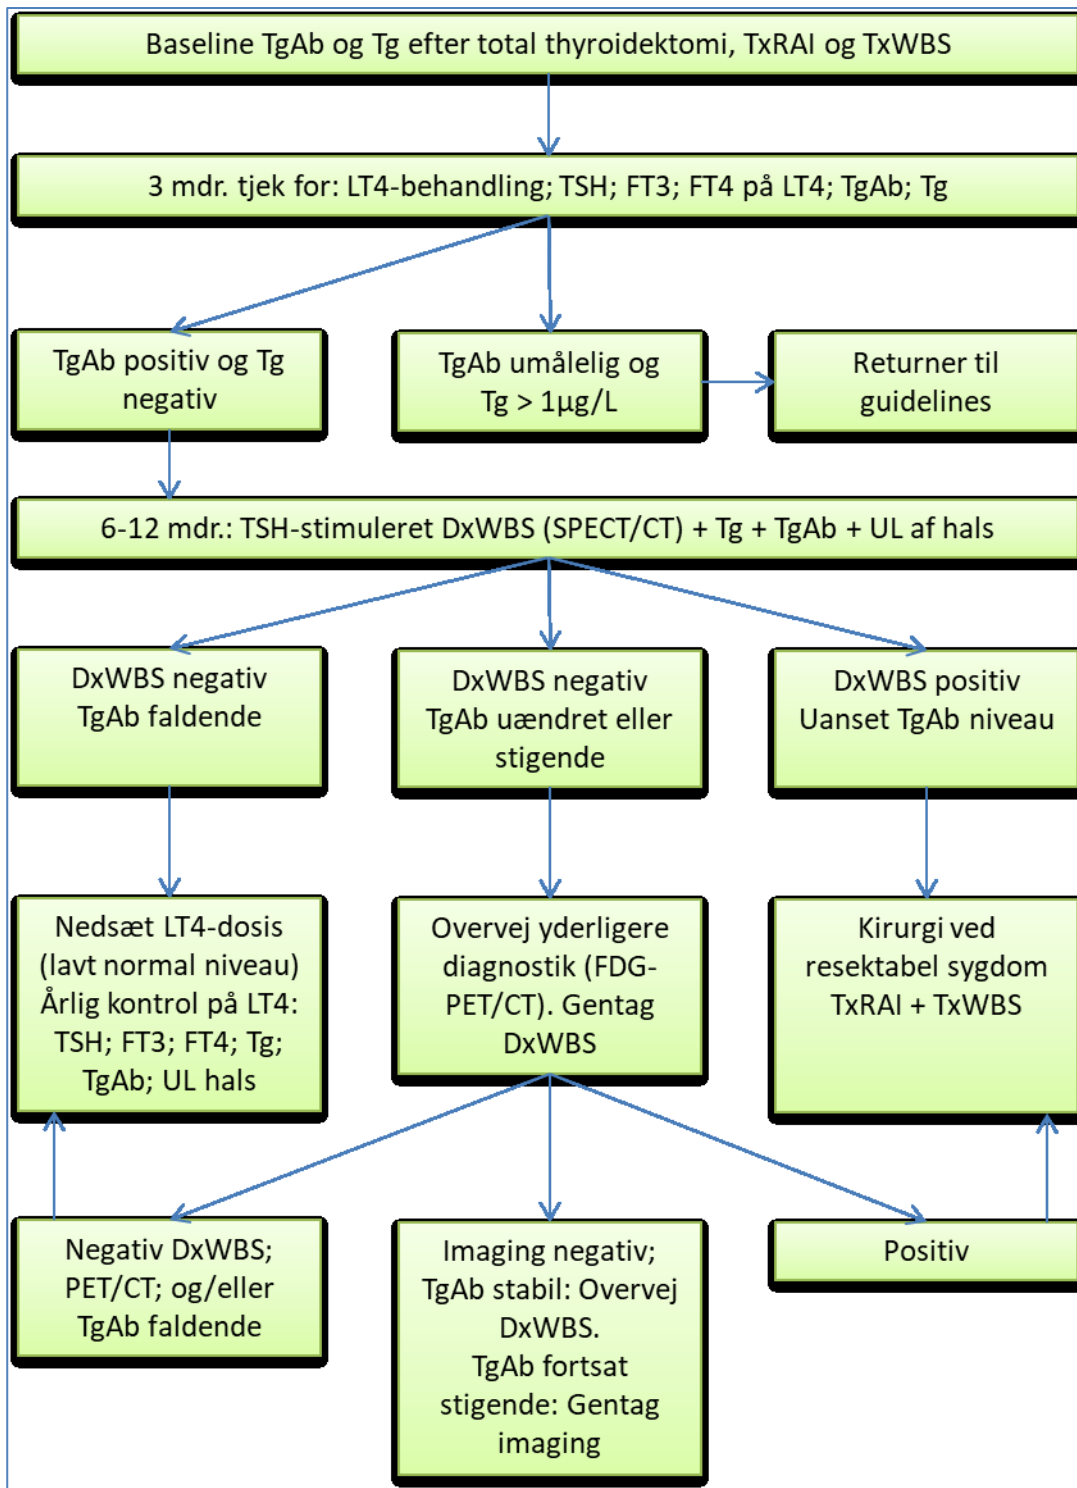 Baseline TgAb og Tg efter total thyroidektomi, TxRAI og TxWBS
3 mdr. tjek for: LT4-behandling; TSH; FT3; FT4 på LT4; TgAb; Tg
TgAb positiv og Tg
negativ
TgAb umålelig og
Tg > 1µg/L
Returner til
guidelines
6-12 mdr.: TSH-stimuleret DxWBS (SPECT/CT) + Tg + TgAb + UL af hals
DxWBS negativ
TgAb faldende
DxWBS negativ
TgAb uændret eller
stigende
DxWBS positiv
Uanset TgAb niveau
Nedsæt LT4-dosis
(lavt normal niveau)
Årlig kontrol på LT4:
TSH; FT3; FT4; Tg;
TgAb; UL hals
Overvej yderligere
diagnostik (FDG-
PET/CT). Gentag
DxWBS
Kirurgi ved
resektabel sygdom
TxRAI + TxWBS
Negativ DxWBS;
PET/CT; og/eller
TgAb faldende
Imaging negativ;
TgAb stabil: Overvej
DxWBS.
TgAb fortsat
stigende: Gentag
imaging
Positiv